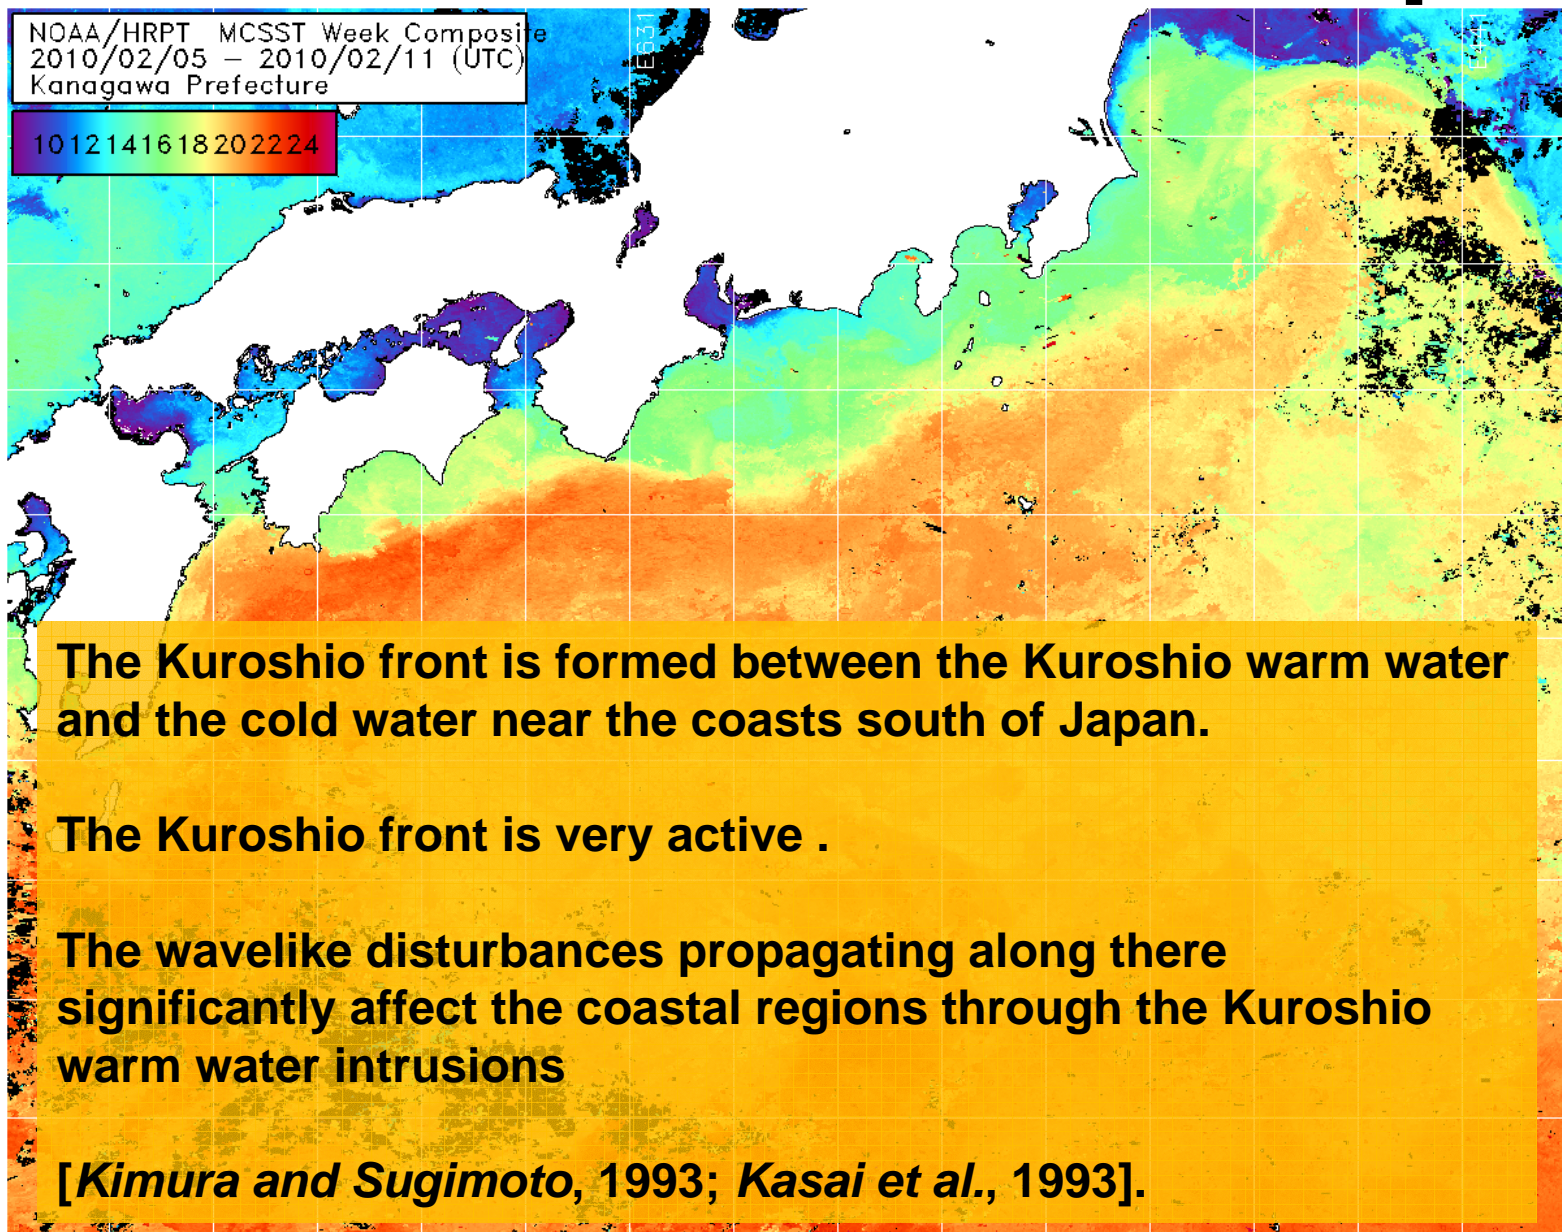 NOAA/HRPT MCSST Week Composite
2010/02/05 – 2010/02/11 (UTC)
Kanagawa Prefecture
10 12 14 16 18 20 22 24
E631
The Kuroshio front is formed between the Kuroshio warm water
and the cold water near the coasts south of Japan.
The Kuroshio front is very active .
The wavelike disturbances propagating along there
significantly affect the coastal regions through the Kuroshio
warm water intrusions
[Kimura and Sugimoto, 1993; Kasai et al., 1993].